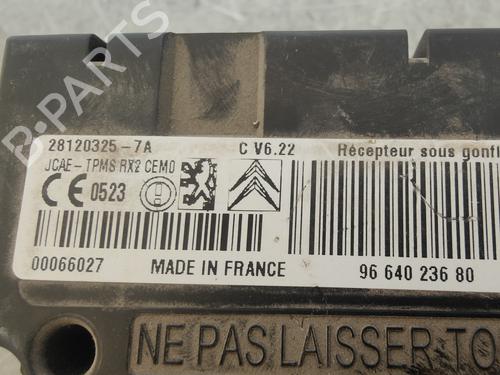 28120325-7A C V6.22 Récepteur sous gonfl
JCAE-TPMS RX2 CEM0
CE 0523
00066027 MADE IN FRANCE 96 640 236 80
NE PAS LAISSER TO
B-PARTS